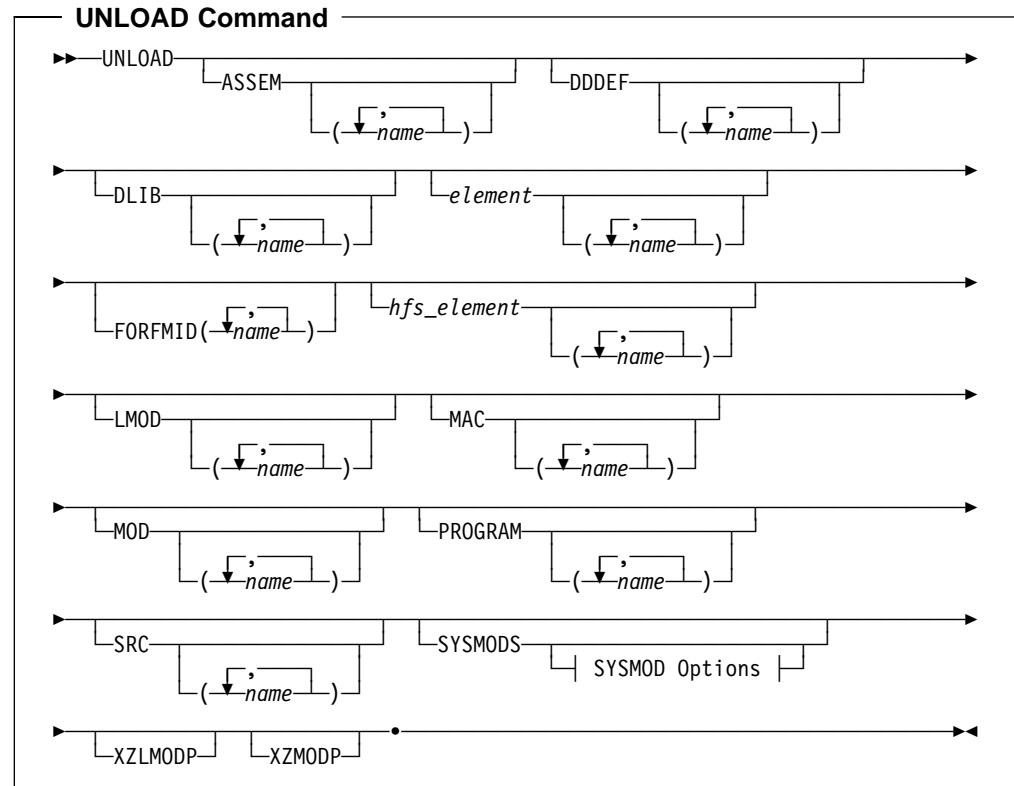 UNLOAD Command
UNLOAD
ASSEM DDDEF
, ,
( name ) ( name )
DLIB element
, ,
( name ) ( name )
, hfs_element
FORFMID( name ) ,
( name )
LMOD MAC
, ,
( name ) ( name )
MOD PROGRAM
, ,
( name ) ( name )
SRC SYSMODS
, SYSMOD Options
( name )
XZLMODP XZMODP